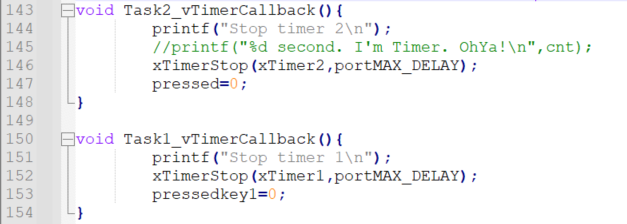 143 void Task2_vTimerCallback(){
144 printf("Stop timer 2\n");
145 //printf("%d second. I'm Timer. OhYa!\n",cnt);
146 xTimerStop(xTimer2,portMAX_DELAY);
147 pressed=0;
148 }
149
150 void Task1_vTimerCallback(){
151 printf("Stop timer 1\n");
152 xTimerStop(xTimer1,portMAX_DELAY);
153 pressedkey1=0;
154 }